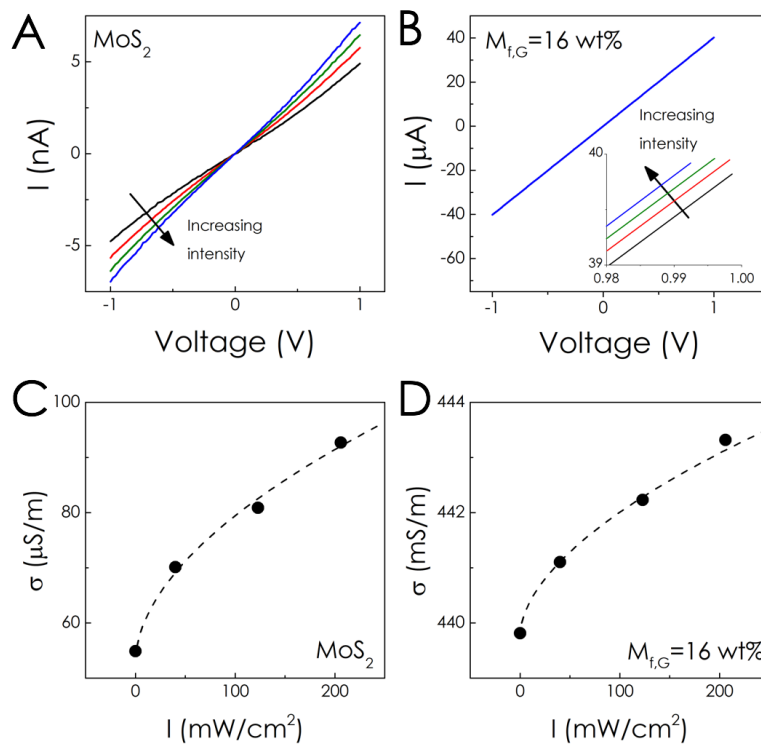 A
MoS₂
I (nA)
5
0
-5
Increasing
intensity
-1
0
1
Voltage (V)
B
M_f,G=16 wt%
I (μA)
40
20
0
-20
-40
-60
Increasing
intensity
40
39
0.98
0.99
1.00
-1
0
1
Voltage (V)
C
σ (μS/m)
100
80
60
MoS₂
0
100
200
I (mW/cm²)
D
σ (mS/m)
444
442
440
M_f,G=16 wt%
0
100
200
I (mW/cm²)